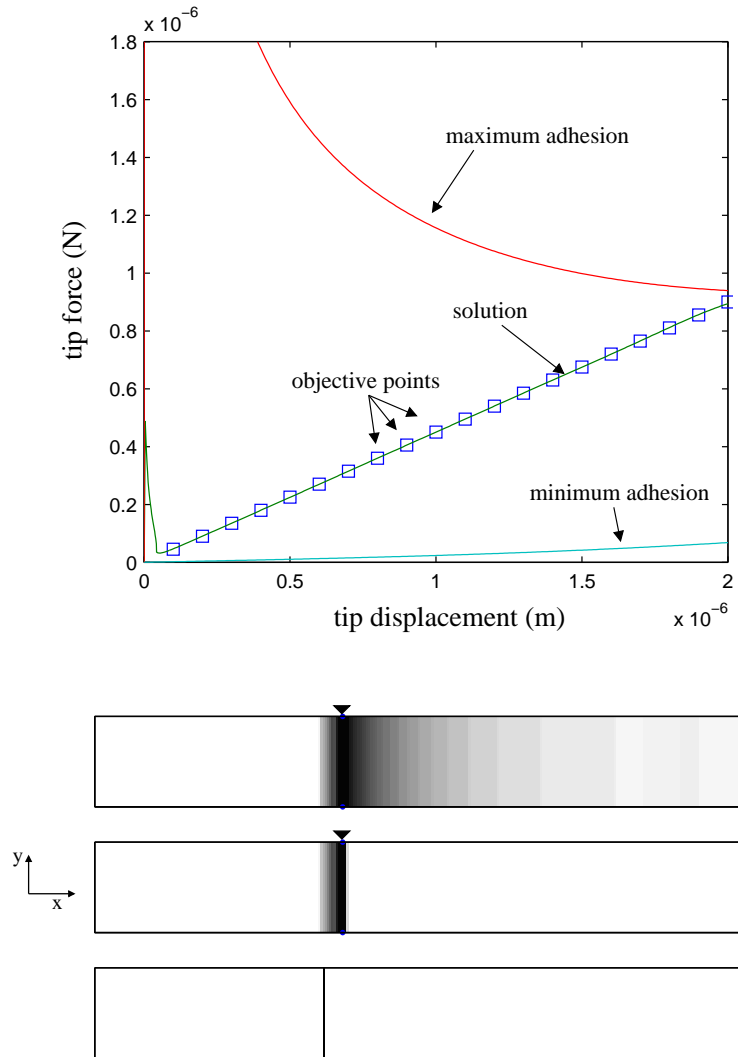 x 10⁻⁶
1.8
1.6
1.4
1.2
1
0.8
0.6
0.4
0.2
0
tip force (N)
maximum adhesion
solution
objective points
minimum adhesion
0
0.5
1
1.5
2
tip displacement (m)
x 10⁻⁶
y
x